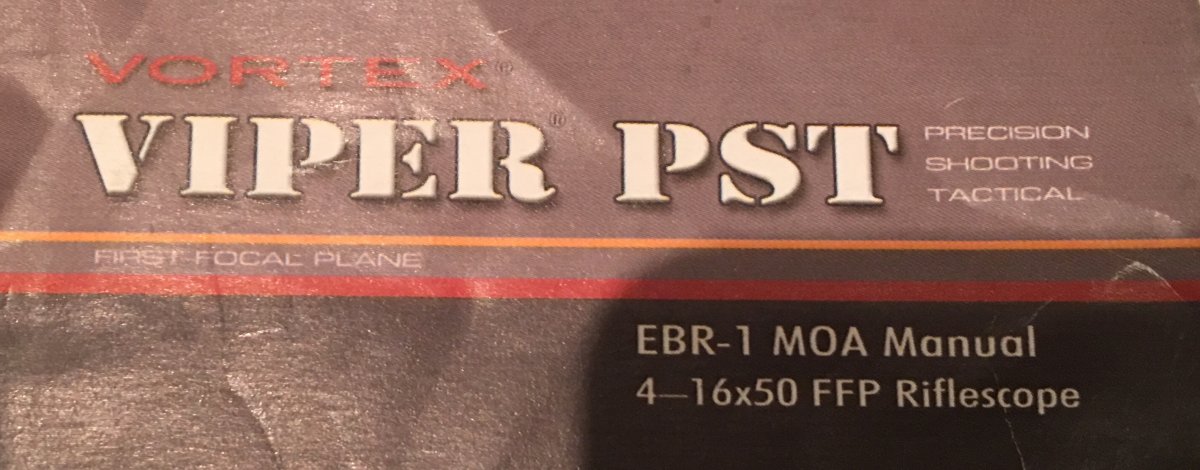 VORTEX®
VIPER® PST
PRECISION
SHOOTING
TACTICAL
FIRST FOCAL PLANE
EBR-1 MOA Manual
4–16x50 FFP Riflescope